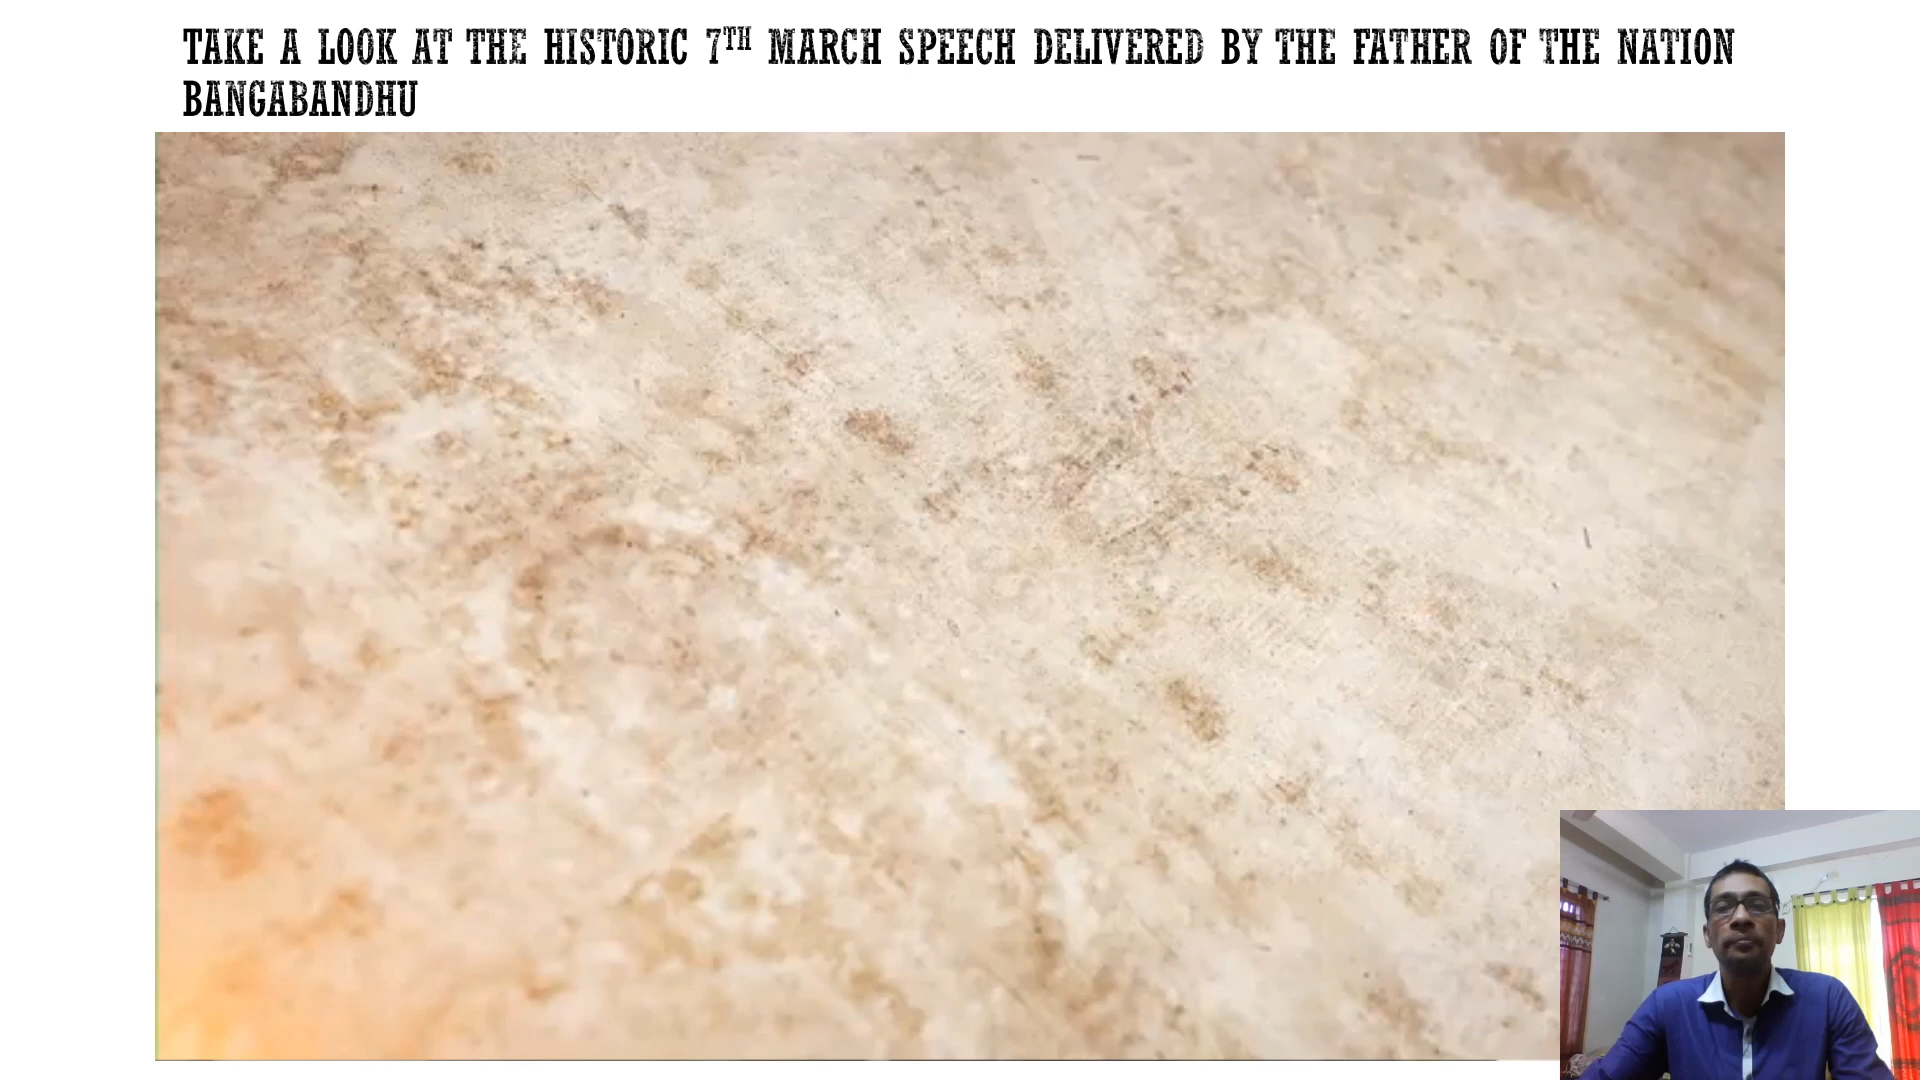 TAKE A LOOK AT THE HISTORIC 7TH MARCH SPEECH DELIVERED BY THE FATHER OF THE NATION
BANGABANDHU